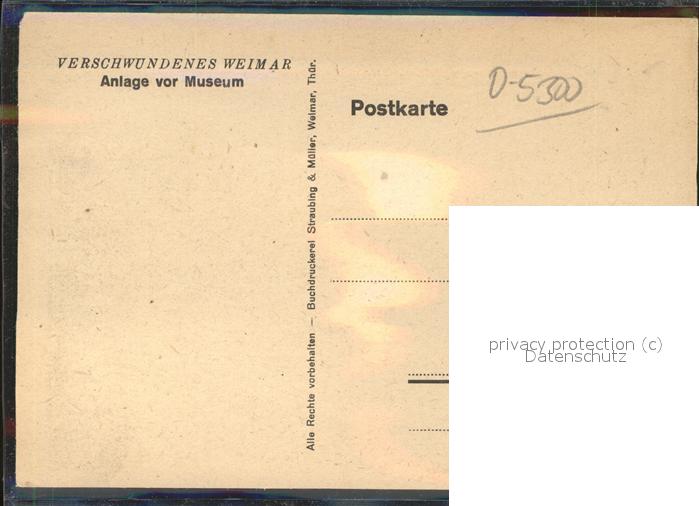 VERSCHWUNDENES WEIMAR
Anlage vor Museum
Alle Rechte vorbehalten — Buchdruckerei Straubing & Müller, Weimar, Thür.
Postkarte
D-5300
privacy protection (c)
Datenschutz